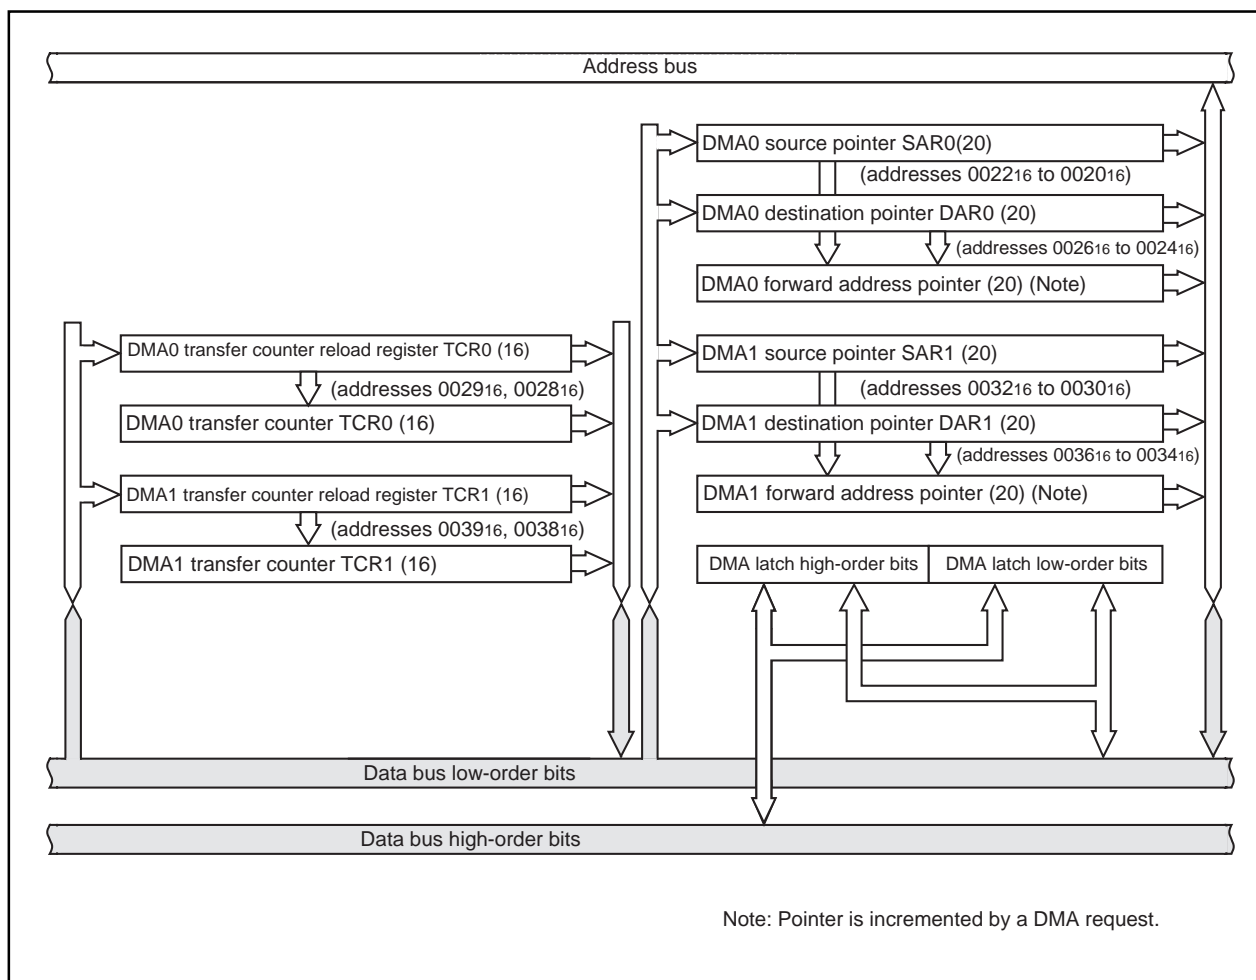 Address bus
DMA0 source pointer SAR0(20)
(addresses 002216 to 002016)
DMA0 destination pointer DAR0 (20)
(addresses 002616 to 002416)
DMA0 forward address pointer (20) (Note)
DMA0 transfer counter reload register TCR0 (16)
(addresses 002916, 002816)
DMA0 transfer counter TCR0 (16)
DMA1 transfer counter reload register TCR1 (16)
(addresses 003916, 003816)
DMA1 transfer counter TCR1 (16)
DMA1 source pointer SAR1 (20)
(addresses 003216 to 003016)
DMA1 destination pointer DAR1 (20)
(addresses 003616 to 003416)
DMA1 forward address pointer (20) (Note)
DMA latch high-order bits
DMA latch low-order bits
Data bus low-order bits
Data bus high-order bits
Note: Pointer is incremented by a DMA request.